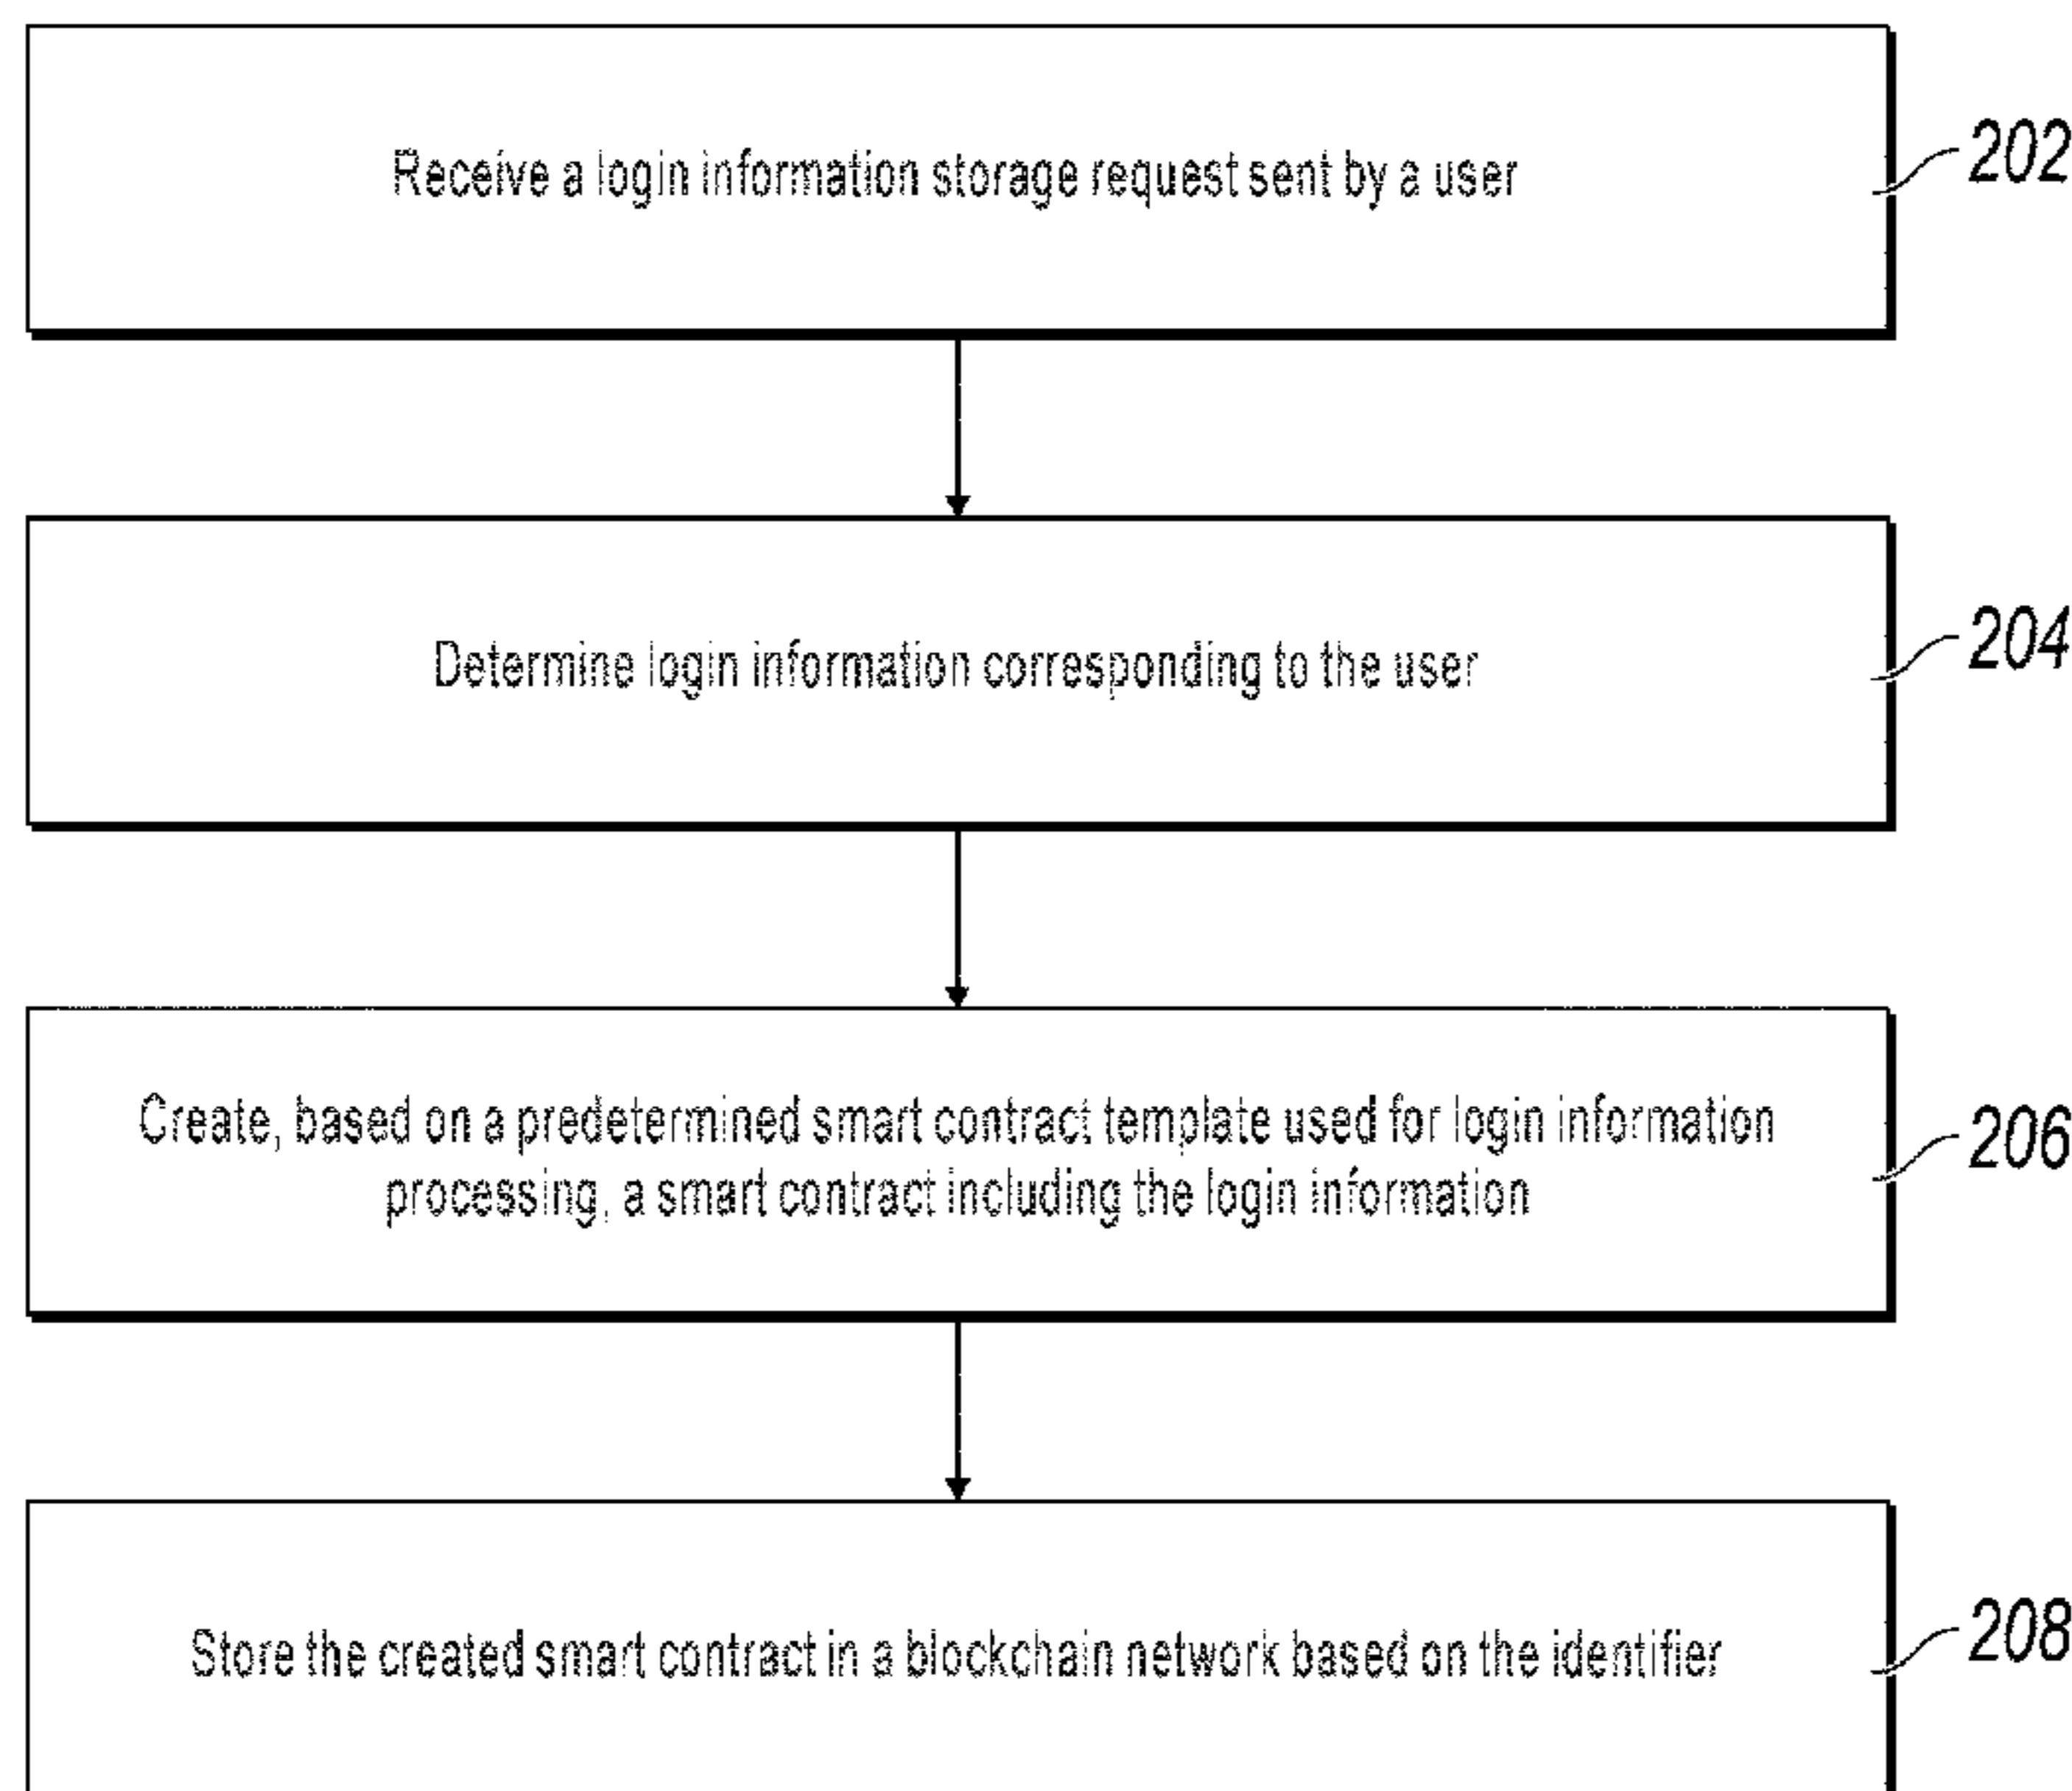 Receive a login information storage request sent by a user
202
Determine login information corresponding to the user
204
Create, based on a predetermined smart contract template used for login information
processing, a smart contract including the login information
206
Store the created smart contract in a blockchain network based on the identifier
208